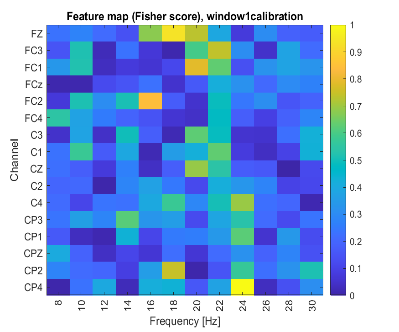 Feature map (Fisher score), window1calibration
FZ
FC3
FC1
FCz
FC2
FC4
C3
C1
CZ
C2
C4
CP3
CP1
CPZ
CP2
CP4
Channel
8 10 12 14 16 18 20 22 24 26 28 30
Frequency [Hz]
1
0.9
0.8
0.7
0.6
0.5
0.4
0.3
0.2
0.1
0